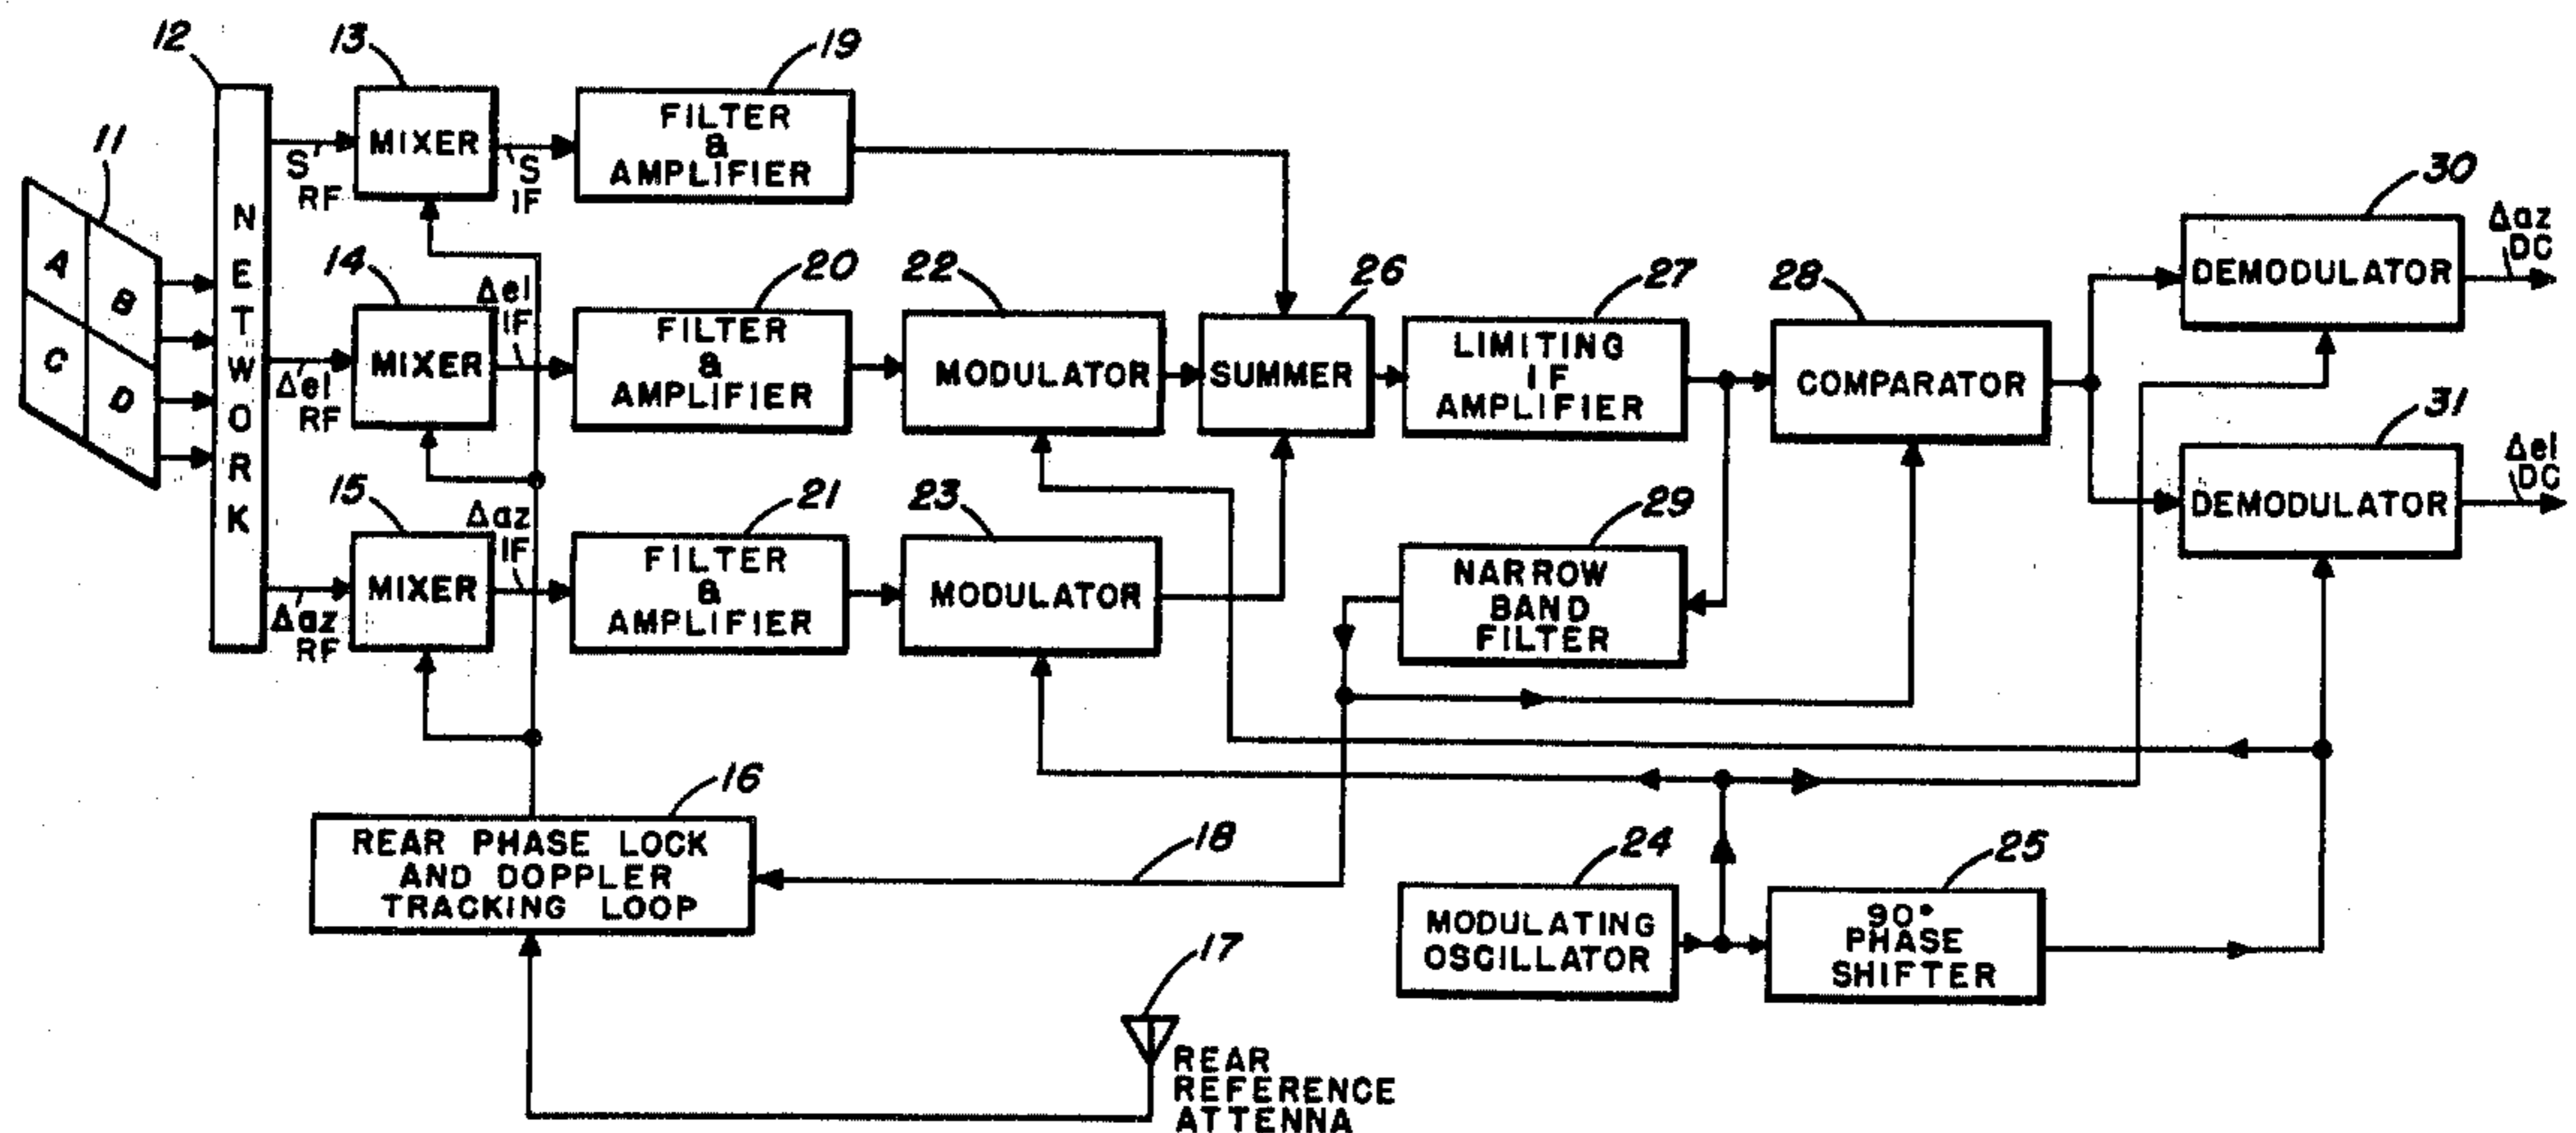 12
13
19
11
A
B
C
D
NETWORK
S
RF
MIXER
S
IF
FILTER
&
AMPLIFIER
14
Δel
IF
20
22
26
27
28
30
Δel
RF
MIXER
FILTER
&
AMPLIFIER
MODULATOR
SUMMER
LIMITING
IF
AMPLIFIER
COMPARATOR
DEMODULATOR
Δaz
DC
15
Δaz
IF
21
23
29
31
Δaz
RF
MIXER
FILTER
&
AMPLIFIER
MODULATOR
NARROW
BAND
FILTER
DEMODULATOR
Δel
DC
16
REAR PHASE LOCK
AND DOPPLER
TRACKING LOOP
18
24
MODULATING
OSCILLATOR
25
90°
PHASE
SHIFTER
17
REAR
REFERENCE
ATTENNA